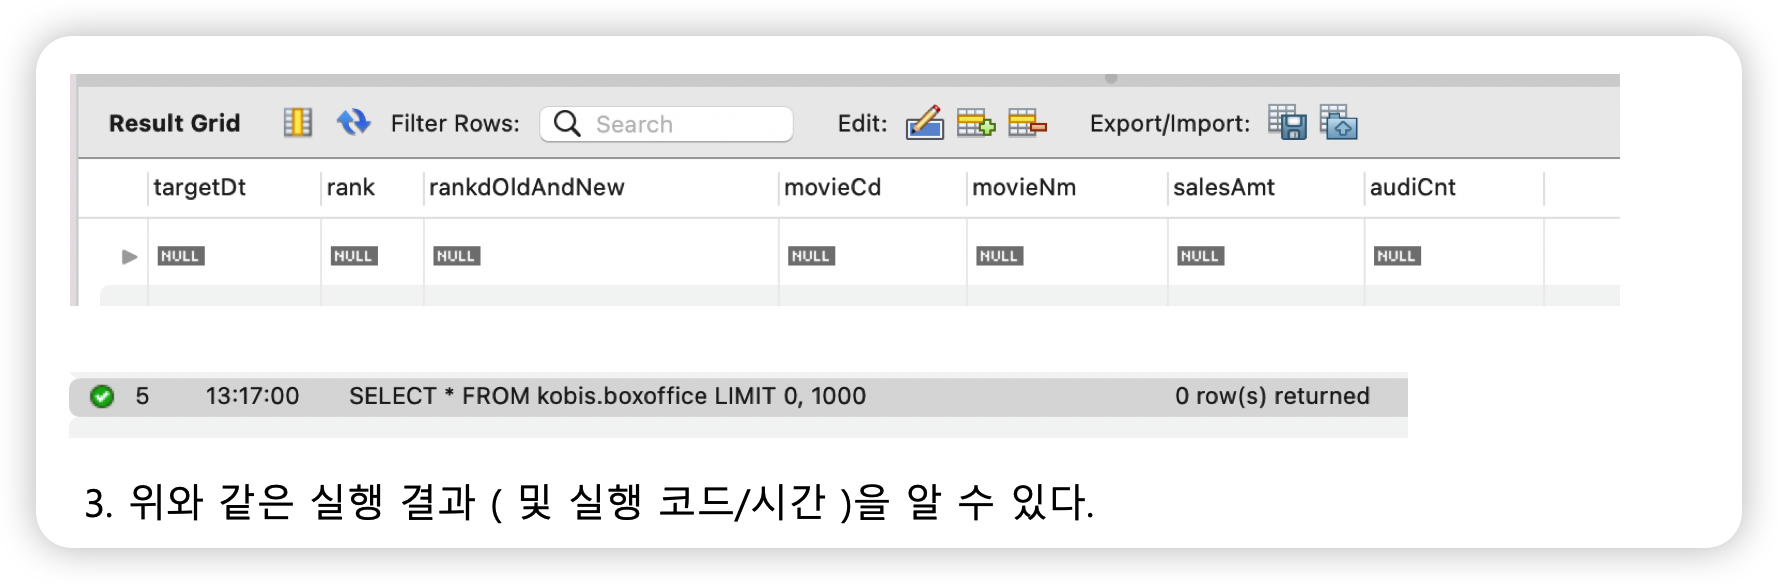 Result Grid Filter Rows: Search Edit: Export/Import:
targetDt rank rankdOldAndNew movieCd movieNm salesAmt audiCnt
NULL NULL NULL NULL NULL NULL NULL
5 13:17:00 SELECT * FROM kobis.boxoffice LIMIT 0, 1000 0 row(s) returned
3. 위와 같은 실행 결과 ( 및 실행 코드/시간 )을 알 수 있다.